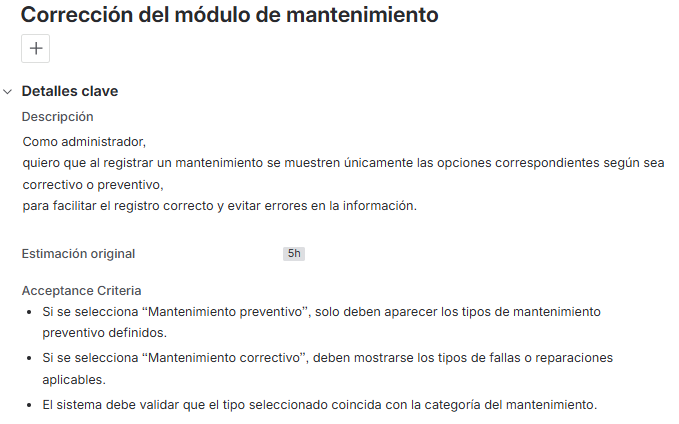 Corrección del módulo de mantenimiento
Detalles clave
Descripción
Como administrador,
quiero que al registrar un mantenimiento se muestren únicamente las opciones correspondientes según sea
correctivo o preventivo,
para facilitar el registro correcto y evitar errores en la información.
Estimación original 5h
Acceptance Criteria
• Si se selecciona “Mantenimiento preventivo”, solo deben aparecer los tipos de mantenimiento
preventivo definidos.
• Si se selecciona “Mantenimiento correctivo”, deben mostrarse los tipos de fallas o reparaciones
aplicables.
• El sistema debe validar que el tipo seleccionado coincida con la categoría del mantenimiento.